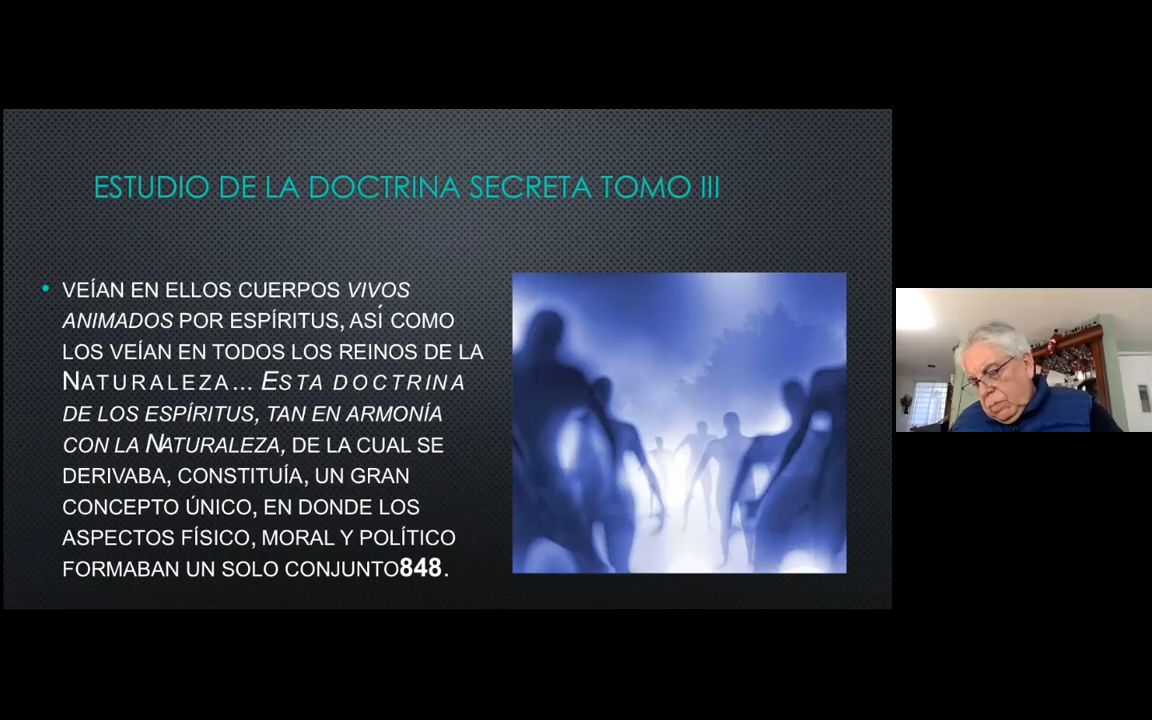 ESTUDIO DE LA DOCTRINA SECRETA TOMO III
• VEÍAN EN ELLOS CUERPOS VIVOS
ANIMADOS POR ESPÍRITUS, ASÍ COMO
LOS VEÍAN EN TODOS LOS REINOS DE LA
NATURALEZA... ESTA DOCTRINA
DE LOS ESPÍRITUS, TAN EN ARMONÍA
CON LA NATURALEZA, DE LA CUAL SE
DERIVABA, CONSTITUÍA, UN GRAN
CONCEPTO ÚNICO, EN DONDE LOS
ASPECTOS FÍSICO, MORAL Y POLÍTICO
FORMABAN UN SOLO CONJUNTO848.